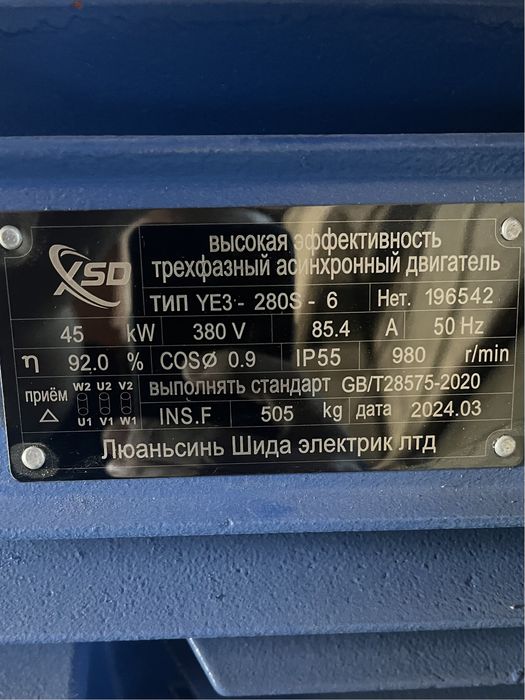 XSD
высокая эффективность
трехфазный асинхронный двигатель
тип YE3 - 280S - 6 Нет. 196542
45 kW 380 V 85.4 A 50 Hz
η 92.0 % COSØ 0.9 IP55 980 r/min
приём W2 U2 V2 выполнять стандарт GB/T28575-2020
△ U1 V1 W1 INS.F 505 kg дата 2024.03
Люаньсинь Шида электрик лтд